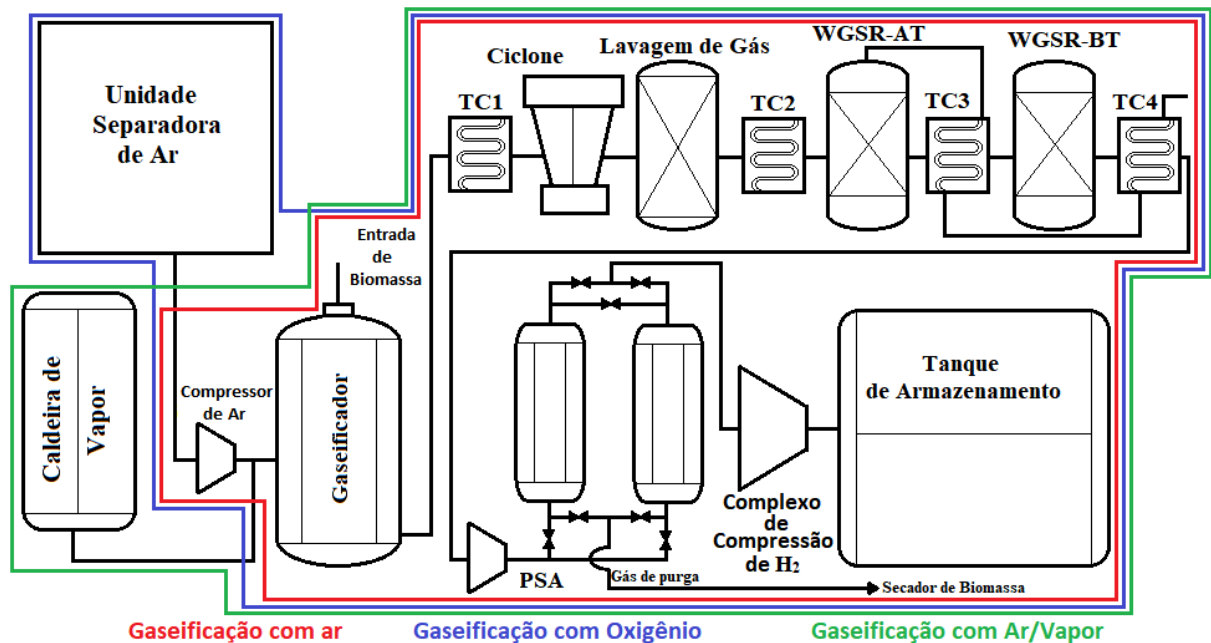 Unidade
Separadora
de Ar
Ciclone
Lavagem de Gás
WGSR-AT
WGSR-BT
TC1
TC2
TC3
TC4
Entrada
de
Biomassa
Caldeira de
Vapor
Compressor
de Ar
Gaseificador
Tanque
de Armazenamento
Complexo
de
Compressão
de H₂
PSA
Gás de purga
Secador de Biomassa
Gaseificação com ar
Gaseificação com Oxigênio
Gaseificação com Ar/Vapor